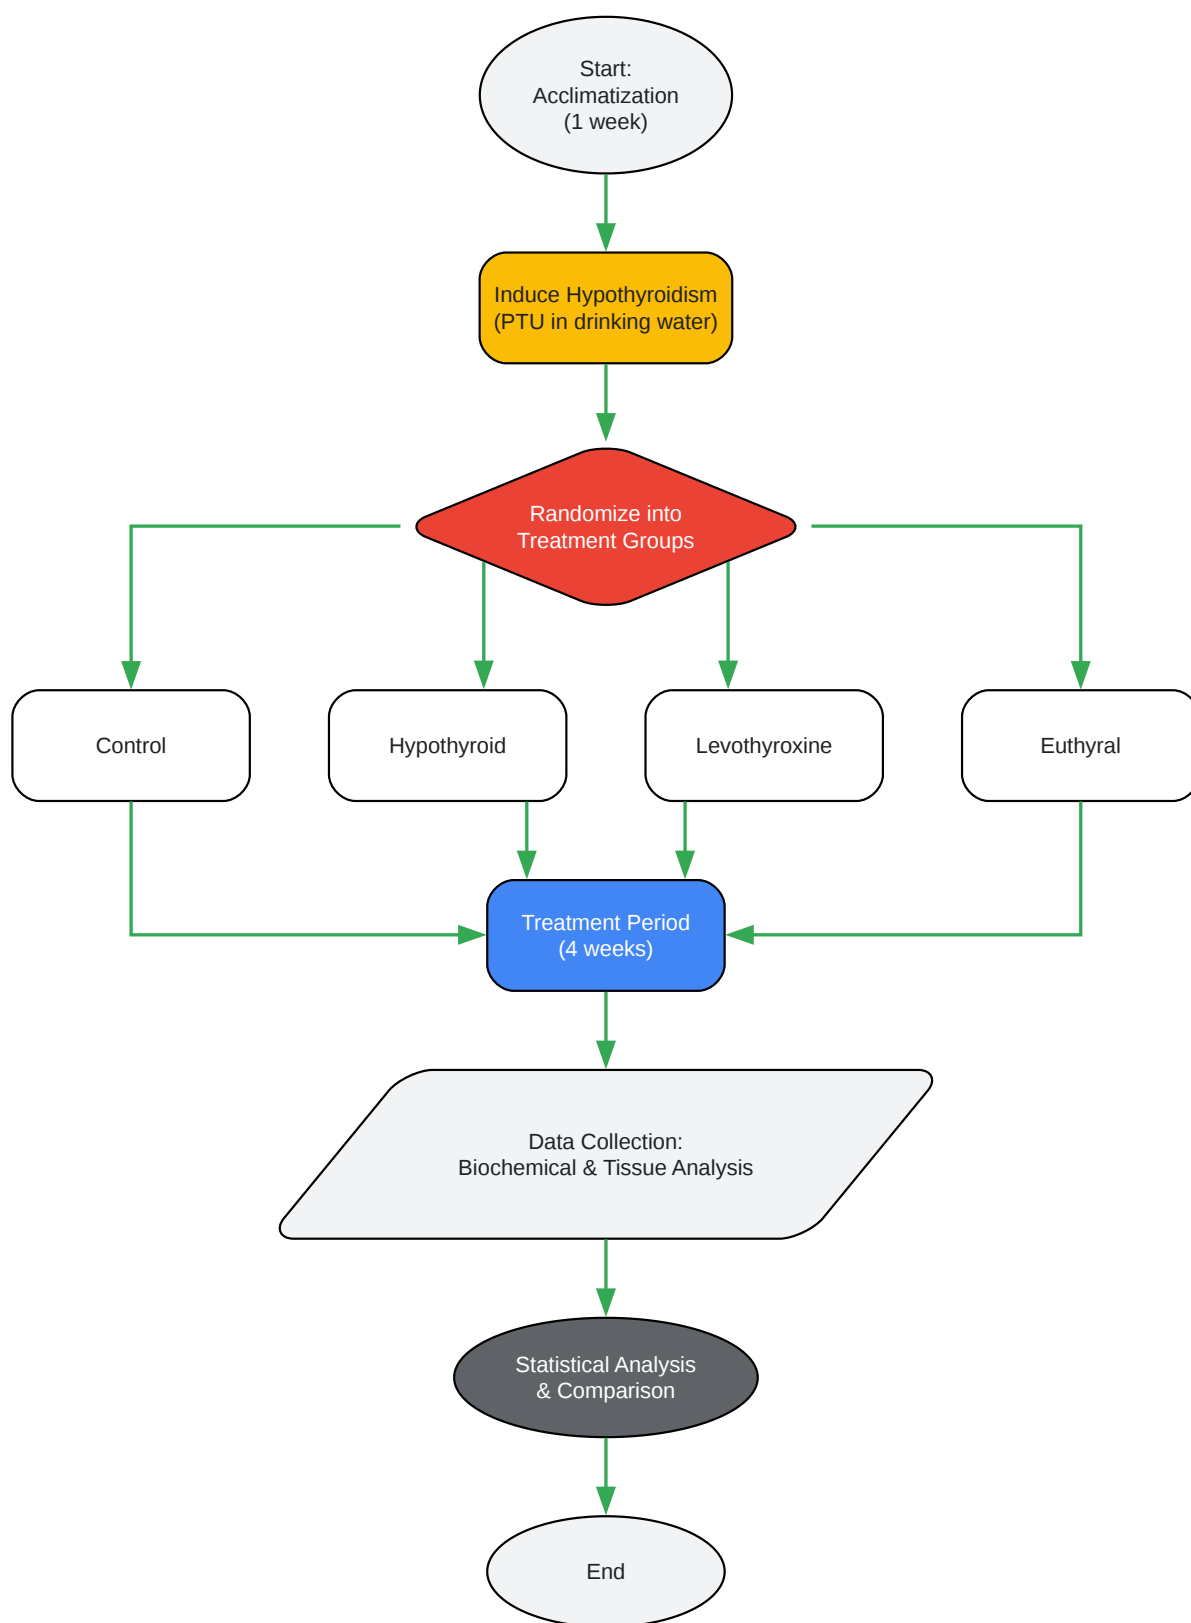 Start:
Acclimatization
(1 week)
Induce Hypothyroidism
(PTU in drinking water)
Randomize into
Treatment Groups
Control
Hypothyroid
Levothyroxine
Euthyral
Treatment Period
(4 weeks)
Data Collection:
Biochemical & Tissue Analysis
Statistical Analysis
& Comparison
End